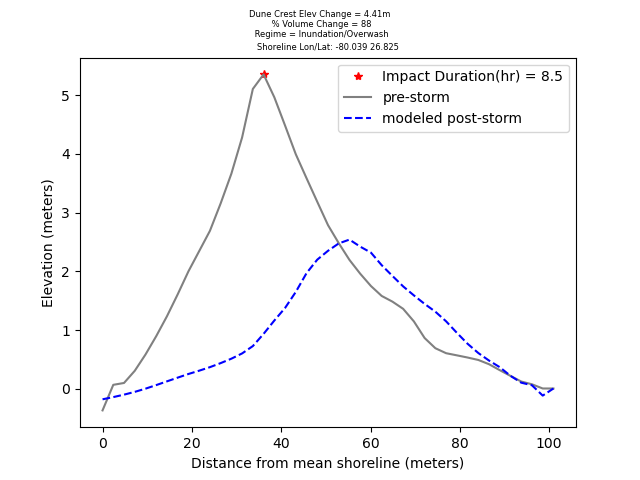 Dune Crest Elev Change = 4.41m
% Volume Change = 88
Regime = Inundation/Overwash
Shoreline Lon/Lat: -80.039 26.825
Impact Duration(hr) = 8.5
pre-storm
modeled post-storm
Elevation (meters)
5
4
3
2
1
0
0 20 40 60 80 100
Distance from mean shoreline (meters)